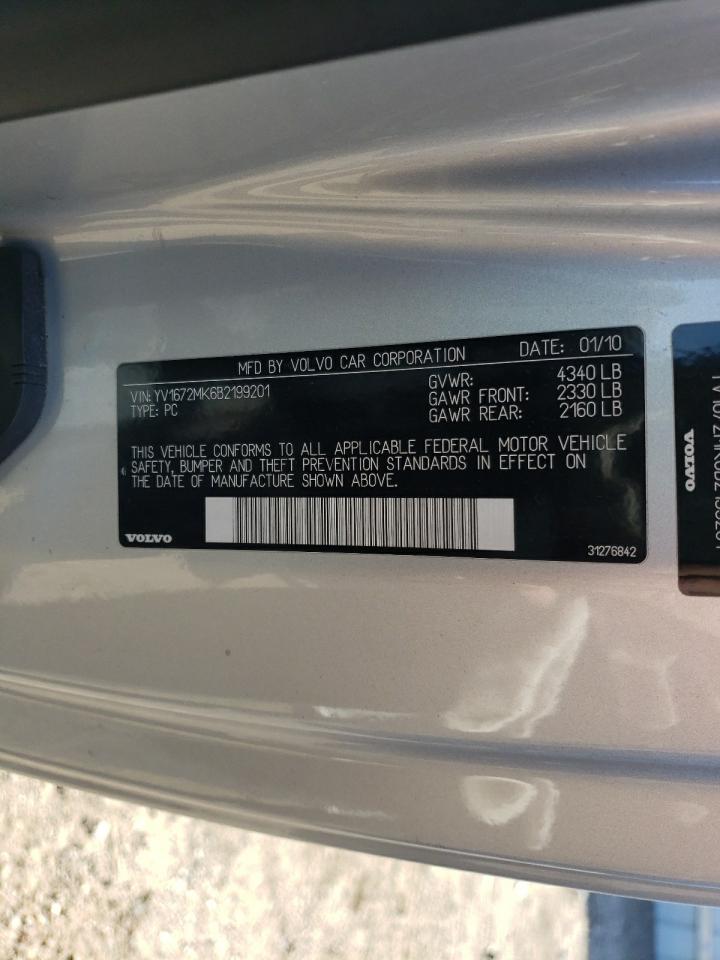 MFD BY VOLVO CAR CORPORATION DATE: 01/10
VIN: YV1672MK6B2199201
TYPE: PC
GVWR: 4340 LB
GAWR FRONT: 2330 LB
GAWR REAR: 2160 LB
THIS VEHICLE CONFORMS TO ALL APPLICABLE FEDERAL MOTOR VEHICLE
SAFETY, BUMPER AND THEFT PREVENTION STANDARDS IN EFFECT ON
THE DATE OF MANUFACTURE SHOWN ABOVE.
VOLVO
31276842
VOLVO